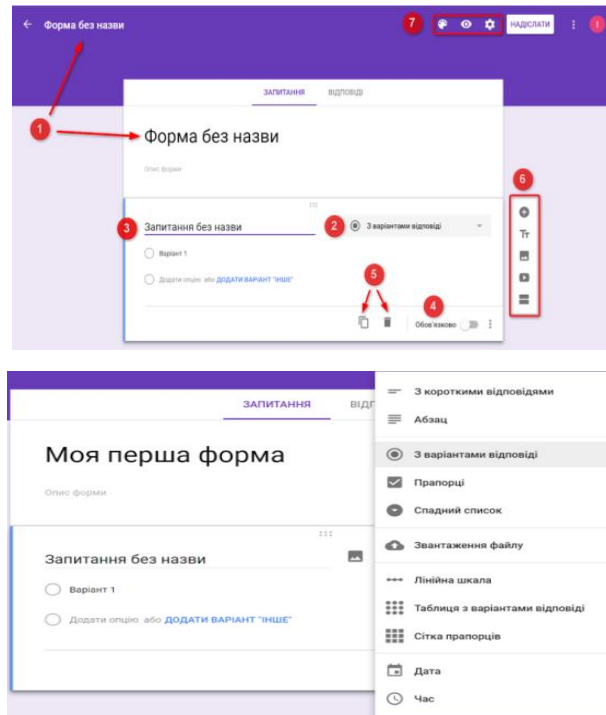 Форма без назви
7
НАДІСЛАТИ
ЗАПИТАННЯ ВІДПОВІДІ
1
Форма без назви
Опис форми
6
3 Запитання без назви 2 З варіантами відповіді
Tт
Варіант 1
Додати опцію або ДОДАТИ ВАРІАНТ "ІНШЕ"
5
4
Обов'язково
ЗАПИТАННЯ ВІДП
Моя перша форма
Опис форми
Запитання без назви
Варіант 1
Додати опцію або ДОДАТИ ВАРІАНТ "ІНШЕ"
З короткими відповідями
Абзац
З варіантами відповіді
Прапорці
Спадний список
Звантаження файлу
Лінійна шкала
Таблиця з варіантами відповіді
Сітка прапорців
Дата
Час